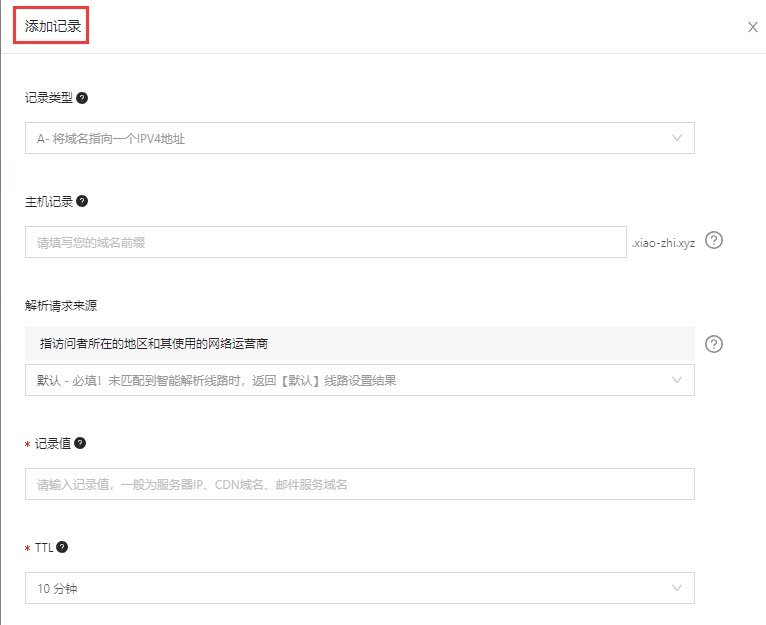 添加记录
记录类型
A- 将域名指向一个IPV4地址
主机记录
请填写您的域名前缀
.xiao-zhi.xyz
解析请求来源
指访问者所在的地区和其使用的网络运营商
默认 - 必填！未匹配到智能解析线路时，返回【默认】线路设置结果
* 记录值
请输入记录值，一般为服务器IP、CDN域名、邮件服务域名
* TTL
10 分钟